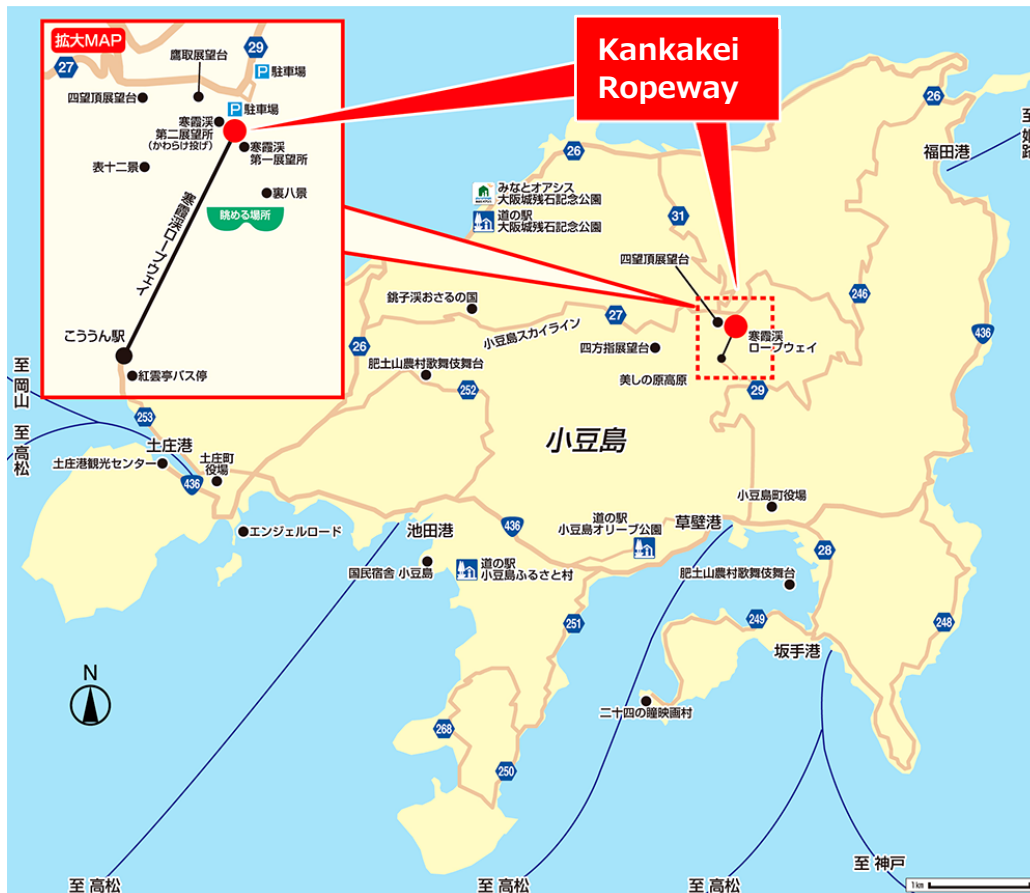 拡大MAP
29
27
鷹取展望台
P 駐車場
四望頂展望台
P 駐車場
寒霞渓
第二展望所
(かわらけ投げ)
寒霞渓
第一展望所
表十二景
裏八景
眺める場所
寒霞渓ロープウェイ
こううん駅
紅雲亭バス停
Kankakei
Ropeway
26
至 姫路
福田港
26
みなとオアシス
大阪城残石記念公園
道の駅
大阪城残石記念公園
31
四望頂展望台
246
銚子渓おさるの国
27
小豆島スカイライン
寒霞渓
ロープウェイ
436
26
四方指展望台
肥土山農村歌舞伎舞台
252
美しの原高原
29
至 岡山
253
至 高松
土庄港
小豆島
土庄港観光センター
土庄町
役場
436
小豆島町役場
エンジェルロード
池田港
436
道の駅
小豆島オリーブ公園
草壁港
28
国民宿舎 小豆島
道の駅
小豆島ふるさと村
肥土山農村歌舞伎舞台
251
249
248
坂手港
N
二十四の瞳映画村
268
250
至 高松
至 高松
至 高松
至 神戸
1km